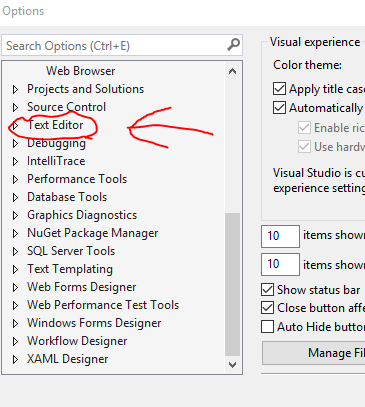 Options
Search Options (Ctrl+E)
Web Browser
Projects and Solutions
Source Control
Text Editor
Debugging
IntelliTrace
Performance Tools
Database Tools
Graphics Diagnostics
NuGet Package Manager
SQL Server Tools
Text Templating
Web Forms Designer
Web Performance Test Tools
Windows Forms Designer
Workflow Designer
XAML Designer
Visual experience
Color theme:
Apply title cas
Automatically
Enable ric
Use hardw
Visual Studio is cu
experience setting
10 items shown
10 items shown
Show status bar
Close button affe
Auto Hide button
Manage Fil